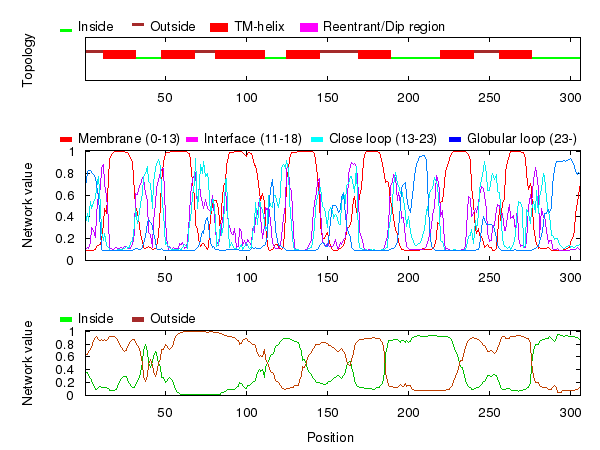 Inside Outside TM-helix Reentrant/Dip region
Topology
50 100 150 200 250 300
Membrane (0-13) Interface (11-18) Close loop (13-23) Globular loop (23-)
Network value
1
0.8
0.6
0.4
0.2
0
50 100 150 200 250 300
Inside Outside
Network value
1
0.8
0.6
0.4
0.2
0
50 100 150 200 250 300
Position